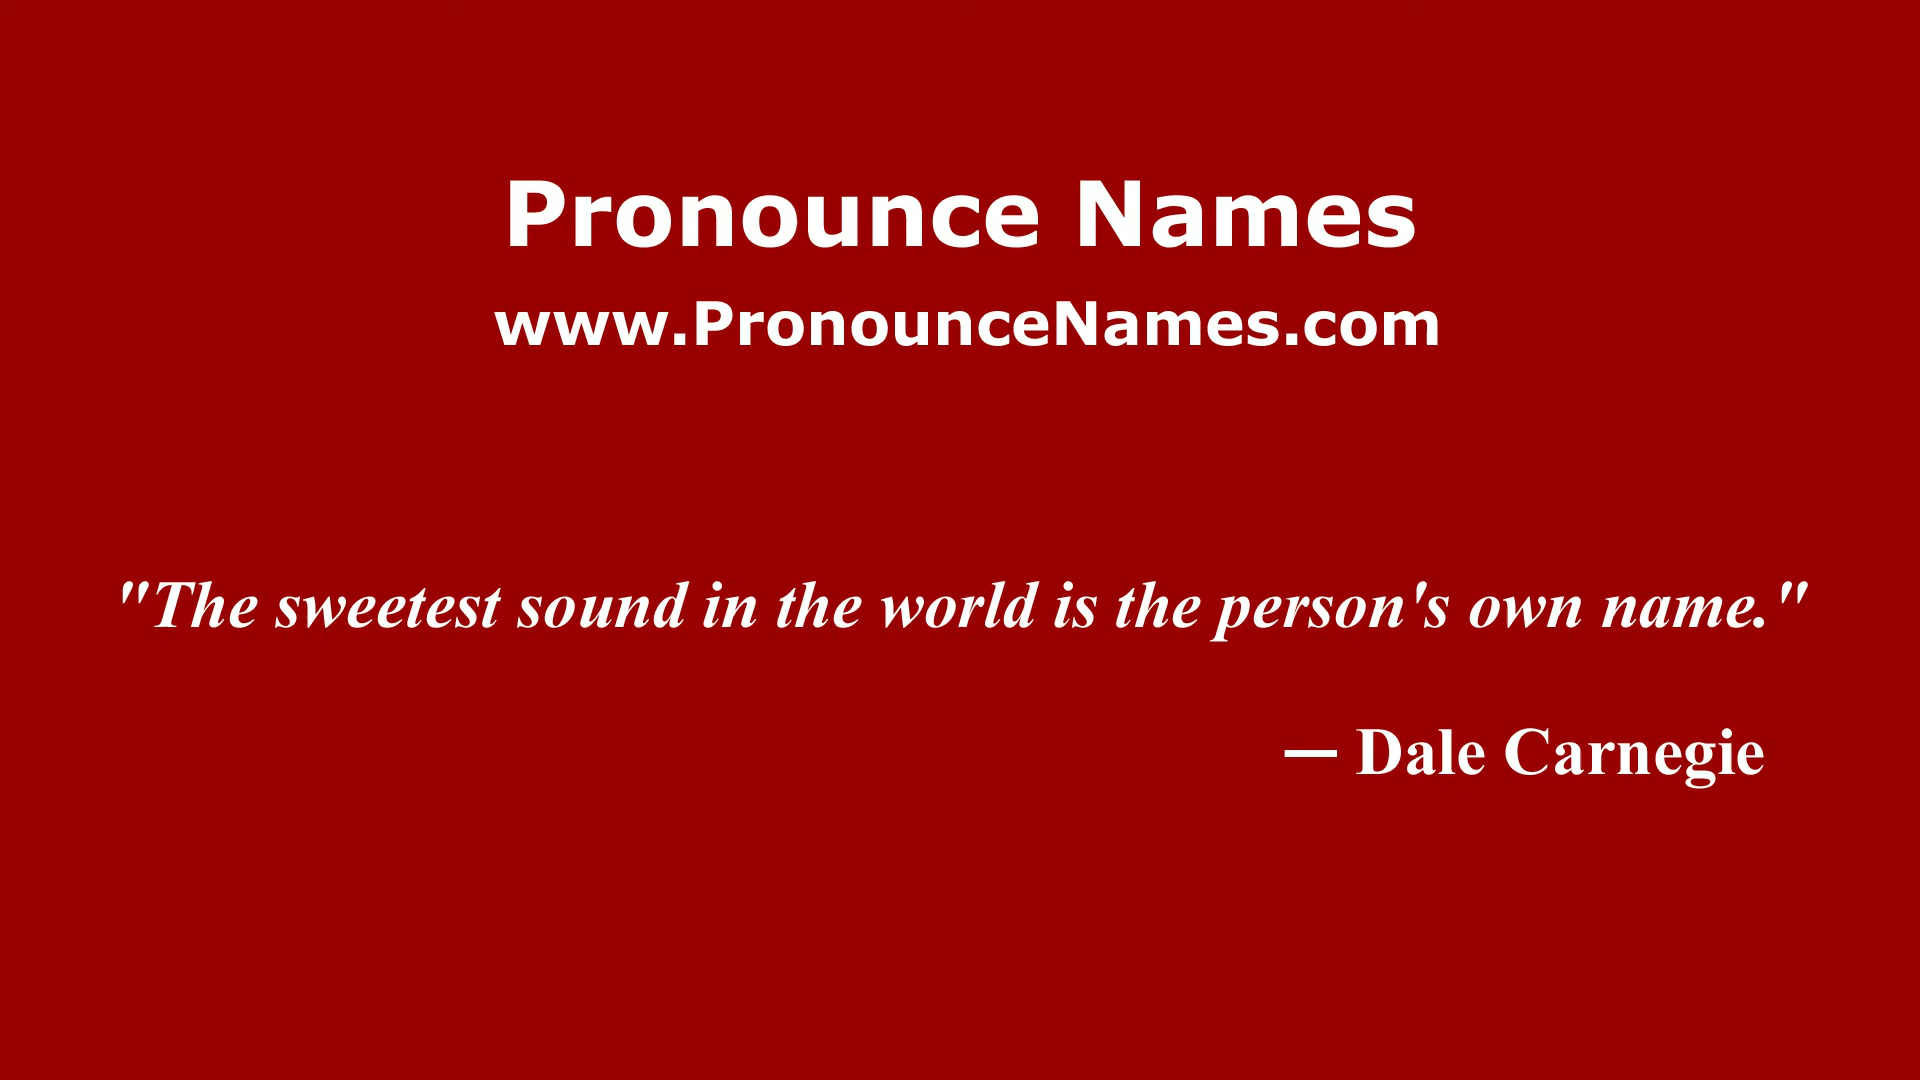 Pronounce Names
www.PronounceNames.com
"The sweetest sound in the world is the person's own name."
— Dale Carnegie